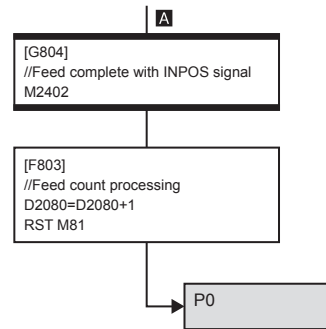 A
[G804]
//Feed complete with INPOS signal
M2402
[F803]
//Feed count processing
D2080=D2080+1
RST M81
P0